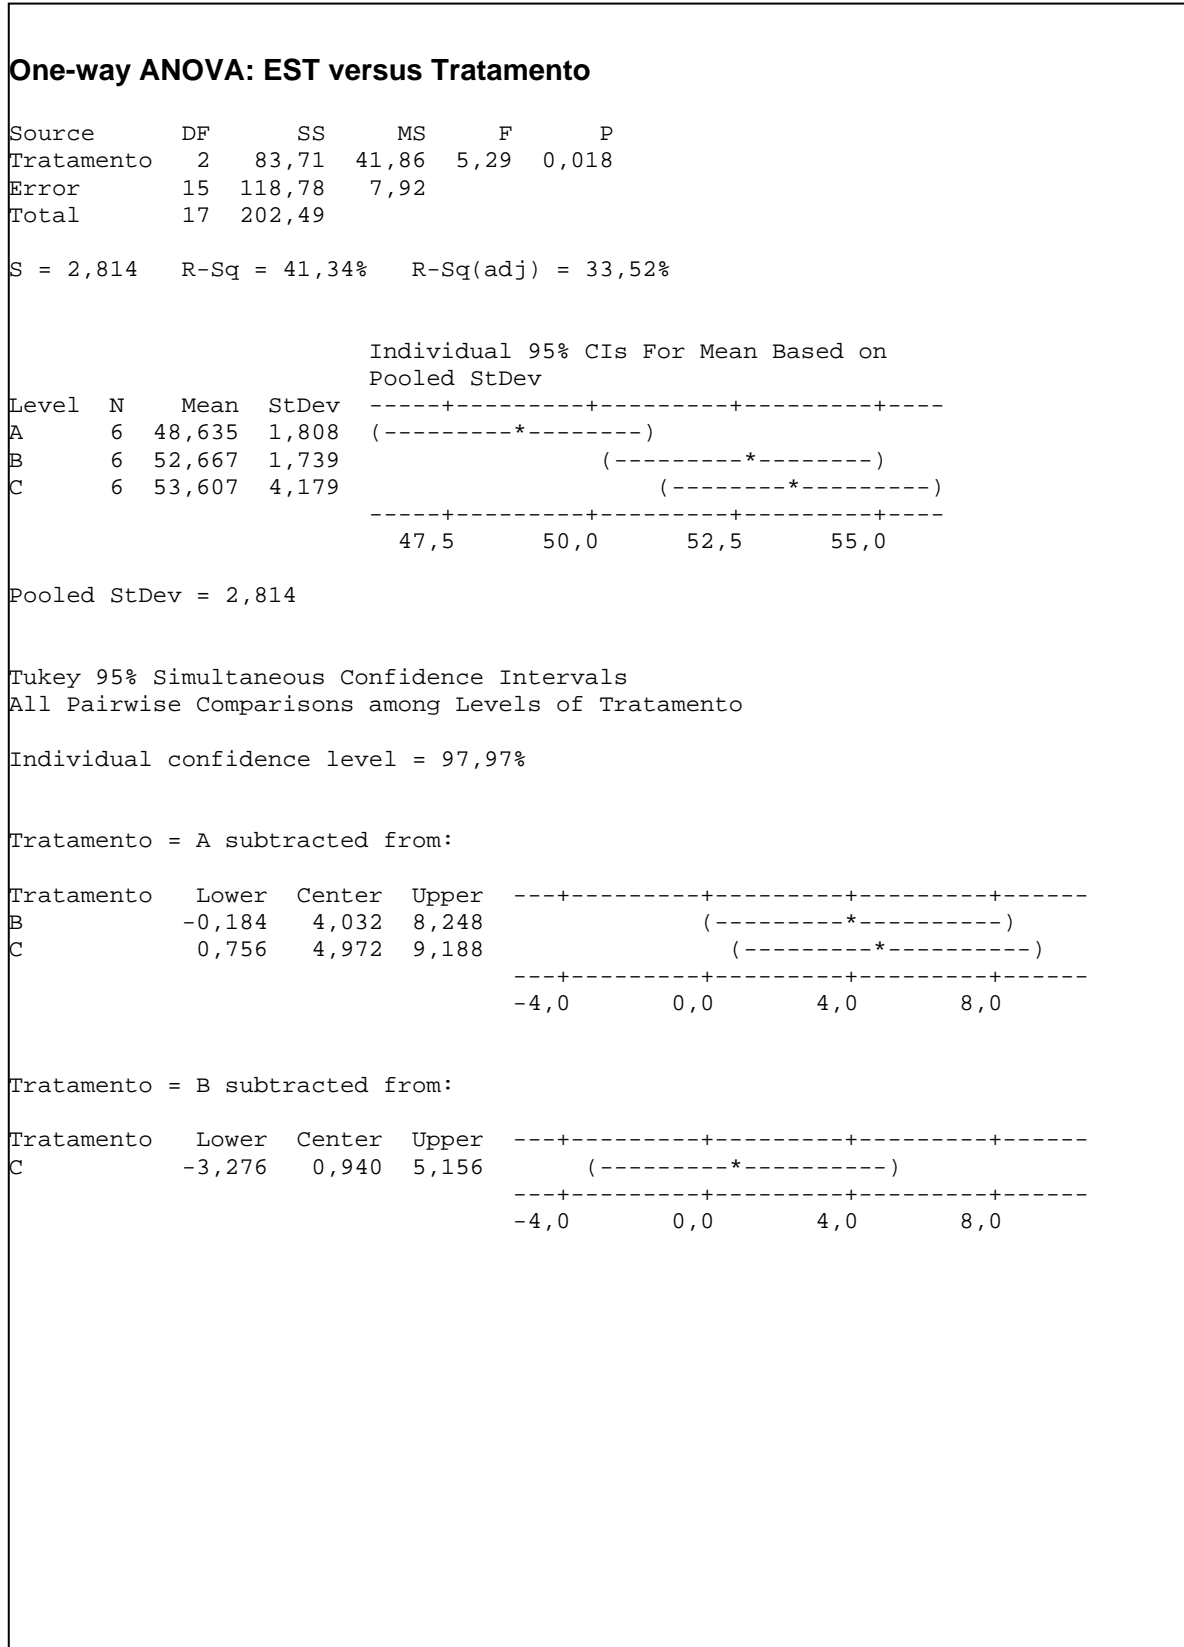 One-way ANOVA: EST versus Tratamento
Source      DF      SS     MS     F      P
Tratamento   2   83,71  41,86  5,29  0,018
Error       15  118,78   7,92
Total       17  202,49
S = 2,814   R-Sq = 41,34%   R-Sq(adj) = 33,52%
                         Individual 95% CIs For Mean Based on
                         Pooled StDev
Level  N    Mean  StDev  -----+---------+---------+---------+----
A      6  48,635  1,808  (---------*--------)
B      6  52,667  1,739                  (---------*--------)
C      6  53,607  4,179                      (--------*---------)
                         -----+---------+---------+---------+----
                           47,5      50,0      52,5      55,0
Pooled StDev = 2,814
Tukey 95% Simultaneous Confidence Intervals
All Pairwise Comparisons among Levels of Tratamento
Individual confidence level = 97,97%
Tratamento = A subtracted from:
Tratamento   Lower  Center  Upper  ---+---------+---------+---------+------
B           -0,184   4,032  8,248               (---------*----------)
C            0,756   4,972  9,188                 (---------*----------)
                                   ---+---------+---------+---------+------
                                   -4,0       0,0       4,0       8,0
Tratamento = B subtracted from:
Tratamento   Lower  Center  Upper  ---+---------+---------+---------+------
C           -3,276   0,940  5,156       (---------*----------)
                                   ---+---------+---------+---------+------
                                   -4,0       0,0       4,0       8,0